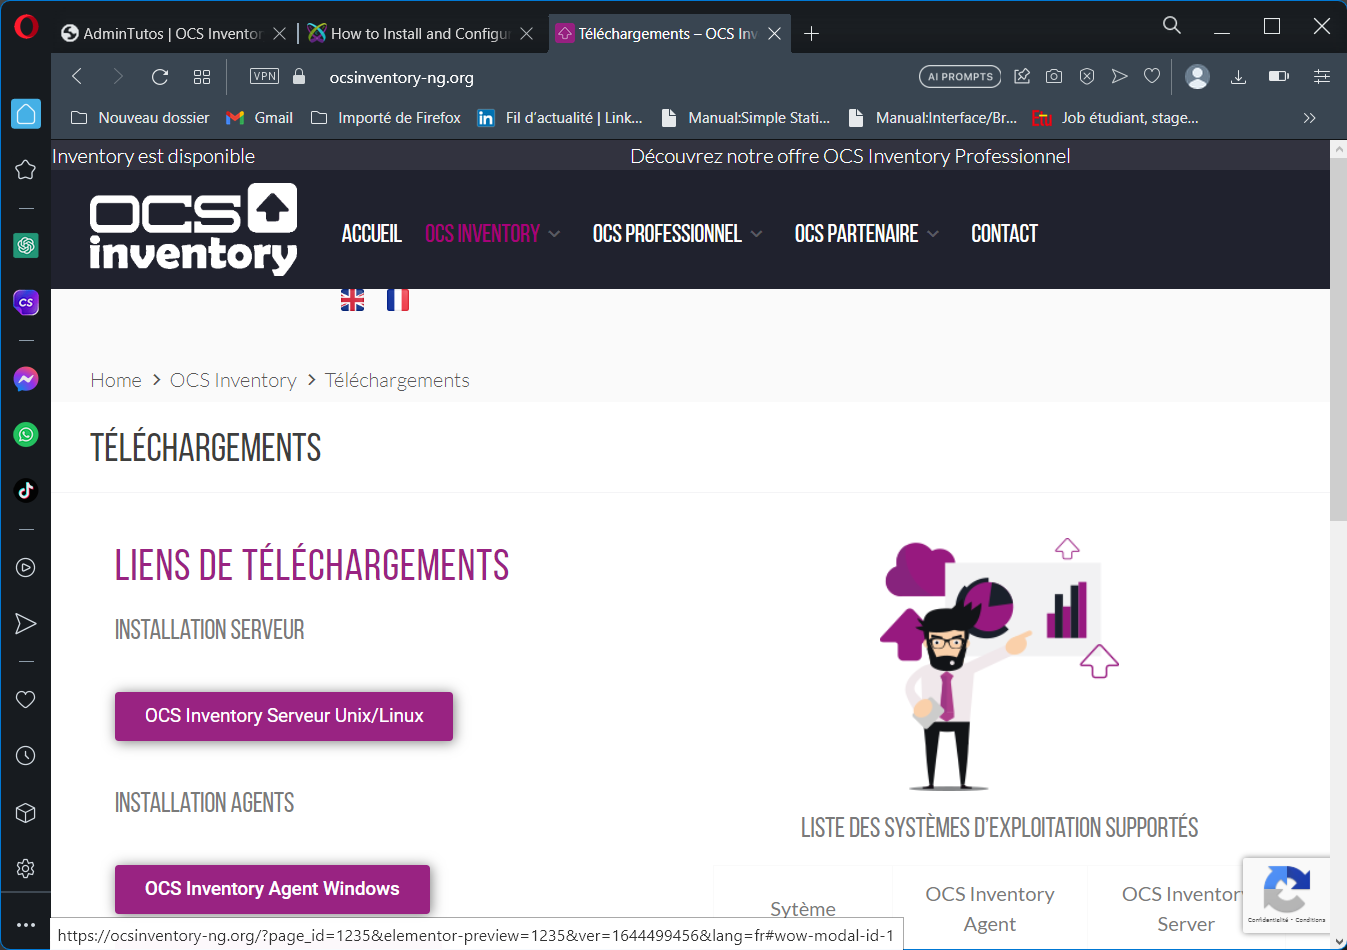 AdminTutos | OCS Inventor
How to Install and Configu
Téléchargements – OCS Inv
VPN
ocsinventory-ng.org
AI PROMPTS
Nouveau dossier
Gmail
Importé de Firefox
Fil d'actualité | Link...
Manual:Simple Stati...
Manual:Interface/Br...
Job étudiant, stage...
Inventory est disponible
Découvrez notre offre OCS Inventory Professionnel
OCS
inventory
ACCUEIL
OCS INVENTORY
OCS PROFESSIONNEL
OCS PARTENAIRE
CONTACT
CS
Home > OCS Inventory > Téléchargements
TÉLÉCHARGEMENTS
LIENS DE TÉLÉCHARGEMENTS
INSTALLATION SERVEUR
OCS Inventory Serveur Unix/Linux
INSTALLATION AGENTS
OCS Inventory Agent Windows
LISTE DES SYSTÈMES D'EXPLOITATION SUPPORTÉS
Sytème
OCS Inventory
Agent
OCS Inventor
Server
Confidentialité - Conditions
https://ocsinventory-ng.org/?page_id=1235&elementor-preview=1235&ver=1644499456&lang=fr#wow-modal-id-1